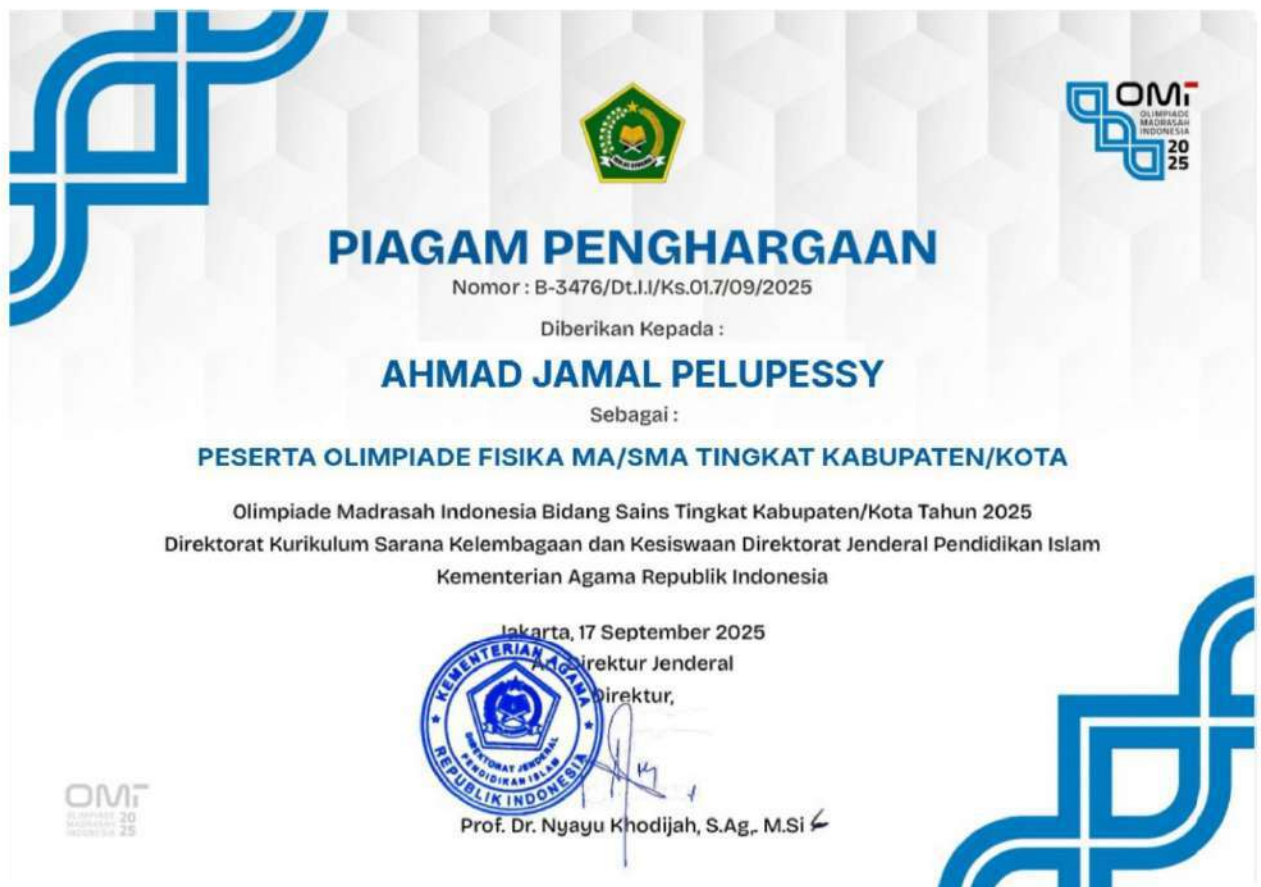 OMI
OLIMPIADE
MADRASAH
INDONESIA
20
25
PIAGAM PENGHARGAAN
Nomor : B-3476/Dt.I.I/Ks.01.7/09/2025
Diberikan Kepada :
AHMAD JAMAL PELUPESSY
Sebagai :
PESERTA OLIMPIADE FISIKA MA/SMA TINGKAT KABUPATEN/KOTA
Olimpiade Madrasah Indonesia Bidang Sains Tingkat Kabupaten/Kota Tahun 2025
Direktorat Kurikulum Sarana Kelembagaan dan Kesiswaan Direktorat Jenderal Pendidikan Islam
Kementerian Agama Republik Indonesia
Jakarta, 17 September 2025
An. Direktur Jenderal
Direktur,
KEMENTERIAN AGAMA
DIREKTORAT JENDERAL
PENDIDIKAN ISLAM
REPUBLIK INDONESIA
Prof. Dr. Nyayu Khodijah, S.Ag,. M.Si
OMI
OLIMPIADE
MADRASAH
INDONESIA
20
25